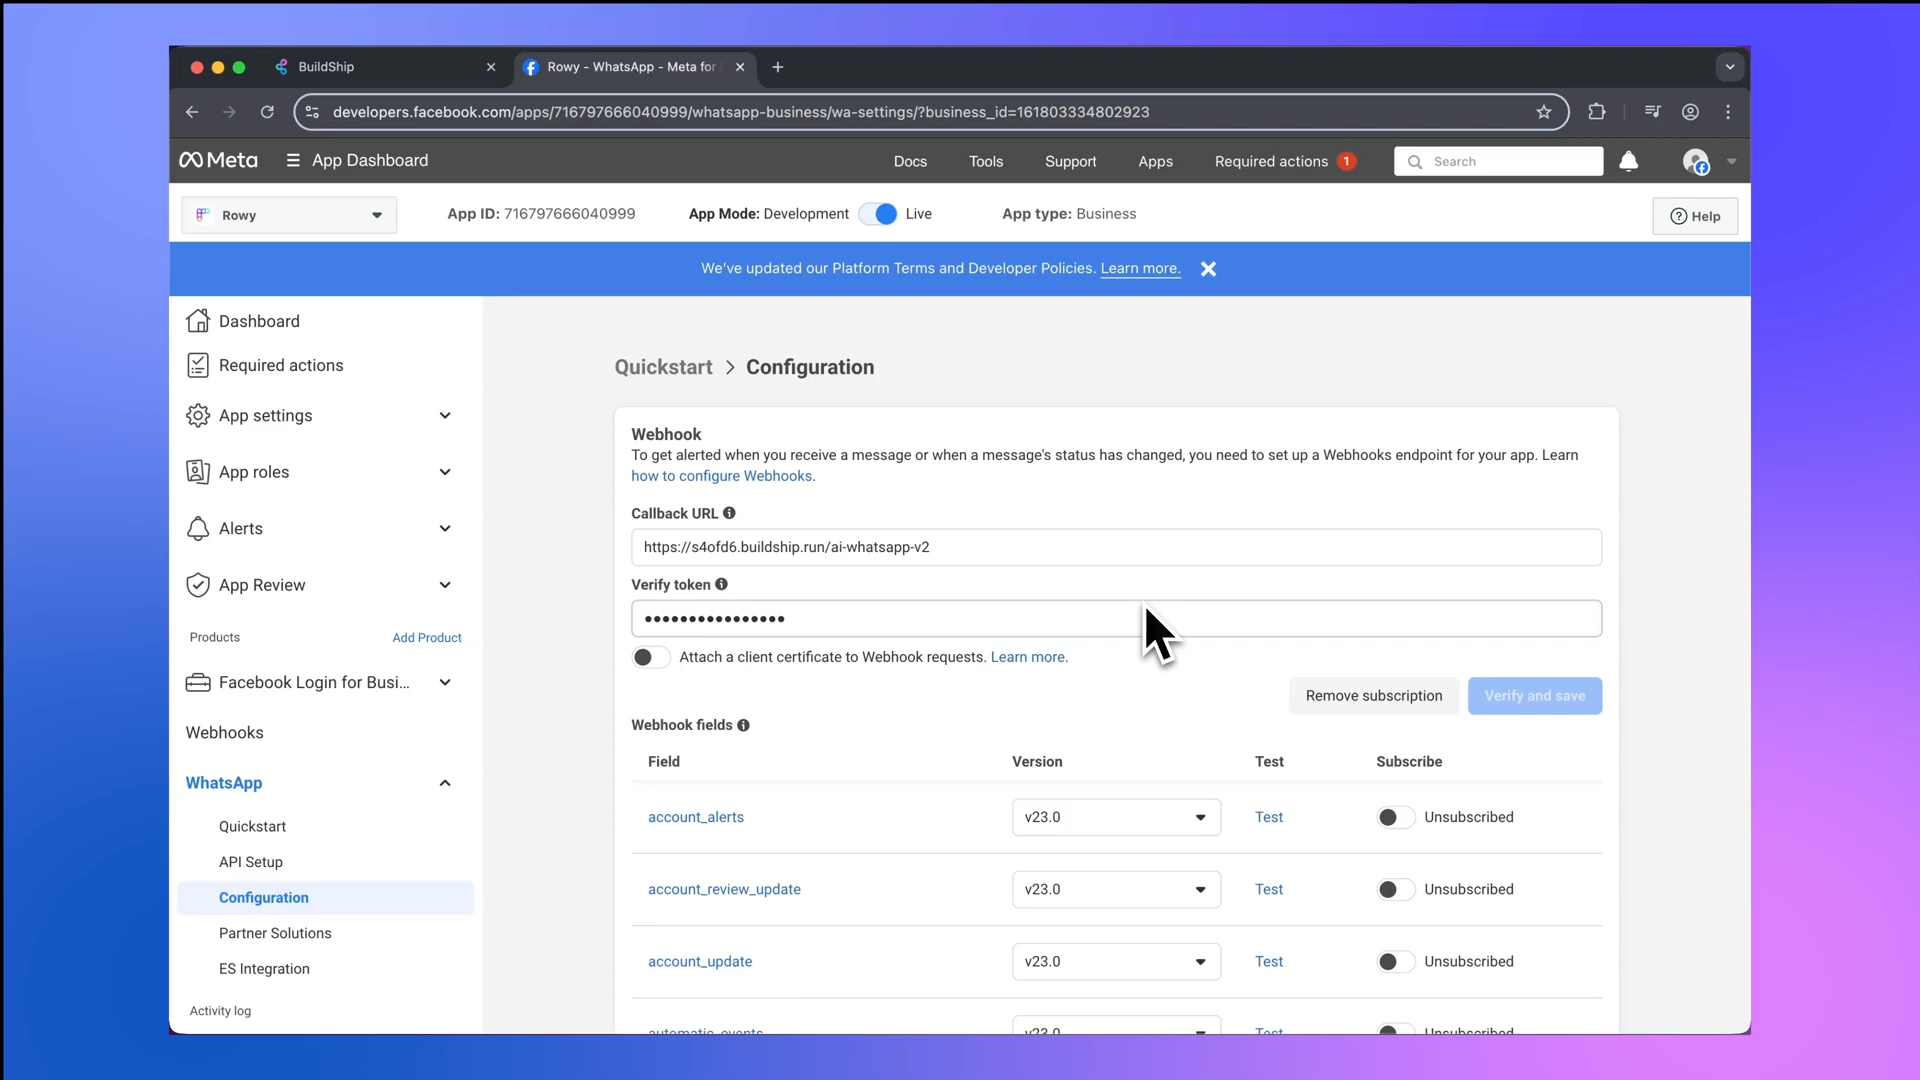 BuildShip
Rowy - WhatsApp - Meta for
developers.facebook.com/apps/716797666040999/whatsapp-business/wa-settings/?business_id=161803334802923
Meta
App Dashboard
Docs
Tools
Support
Apps
Required actions 1
Search
Rowy
App ID: 716797666040999
App Mode: Development
Live
App type: Business
Help
We've updated our Platform Terms and Developer Policies. Learn more.
Dashboard
Required actions
App settings
App roles
Alerts
App Review
Products
Add Product
Facebook Login for Busi...
Webhooks
WhatsApp
Quickstart
API Setup
Configuration
Partner Solutions
ES Integration
Activity log
Quickstart > Configuration
Webhook
To get alerted when you receive a message or when a message's status has changed, you need to set up a Webhooks endpoint for your app. Learn
how to configure Webhooks.
Callback URL
https://s4ofd6.buildship.run/ai-whatsapp-v2
Verify token
••••••••••••••••
Attach a client certificate to Webhook requests. Learn more.
Remove subscription
Verify and save
Webhook fields
Field
Version
Test
Subscribe
account_alerts
v23.0
Test
Unsubscribed
account_review_update
v23.0
Test
Unsubscribed
account_update
v23.0
Test
Unsubscribed
automatic_events
v23.0
Test
Unsubscribed